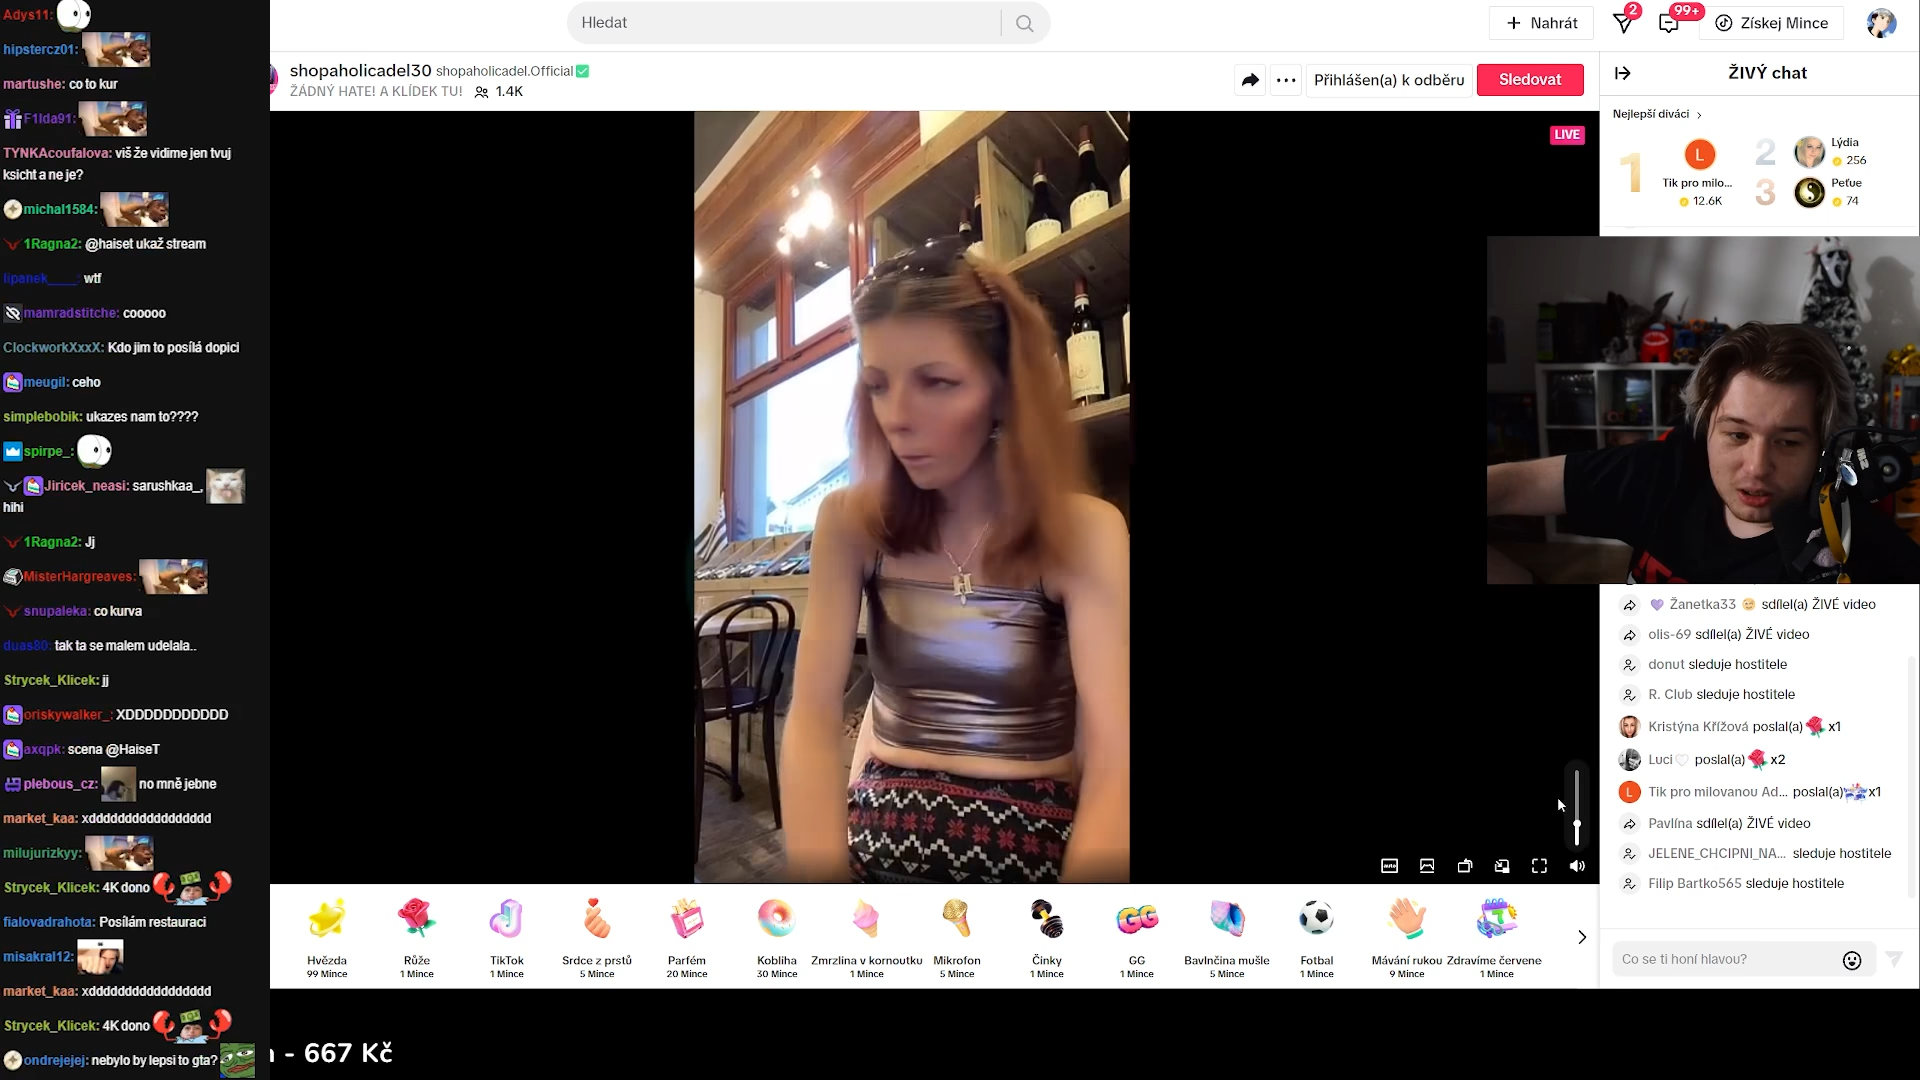 Adys11:
hipstercz01:
martushe: co to kur
F1lda91:
TYNKAcoufalova: víš že vidime jen tvuj
ksicht a ne je?
michal1584:
1Ragna2: @haiset ukaž stream
lipanek____: wtf
mamradstitche: cooooo
ClockworkXxxX: Kdo jim to posílá dopici
meugil: ceho
simplebobik: ukazes nam to????
spirpe_:
Jiricek_neasi: sarushkaa_,
hihi
1Ragna2: Jj
MisterHargreaves:
snupaleka: co kurva
duas80: tak ta se malem udelala..
Strycek_Klicek: jj
oriskywalker_: XDDDDDDDDDDD
axqpk: scena @HaiseT
plebous_cz: no mně jebne
market_kaa: xddddddddddddddddd
milujurizkyy:
Strycek_Klicek: 4K dono
fialovadrahota: Posílám restauraci
misakral12:
market_kaa: xddddddddddddddddd
Strycek_Klicek: 4K dono
ondrejejej: nebylo by lepsi to gta?
Hledat
Nahrát
2
99+
Získej Mince
shopaholicadel30 shopaholicadel.Official
ŽÁDNÝ HATE! A KLÍDEK TU! 1.4K
Přihlášen(a) k odběru
Sledovat
LIVE
ŽIVÝ chat
Nejlepší diváci
1
L
Tik pro milo...
12.6K
2
Lýdia
256
3
Peťue
74
Žanetka33 sdílel(a) ŽIVÉ video
olis-69 sdílel(a) ŽIVÉ video
donut sleduje hostitele
R. Club sleduje hostitele
Kristýna Křížová poslal(a) x1
Luci poslal(a) x2
L Tik pro milovanou Ad... poslal(a) x1
Pavlína sdílel(a) ŽIVÉ video
JELENE_CHCIPNI_NA... sleduje hostitele
Filip Bartko565 sleduje hostitele
Co se ti honí hlavou?
Hvězda
99 Mince
Růže
1 Mince
TikTok
1 Mince
Srdce z prstů
5 Mince
Parfém
20 Mince
Kobliha
30 Mince
Zmrzlina v kornoutku
1 Mince
Mikrofon
5 Mince
Činky
1 Mince
GG
GG
1 Mince
Bavlnčina mušle
5 Mince
Fotbal
1 Mince
Mávání rukou
9 Mince
Zdravíme červene
1 Mince
- 667 Kč